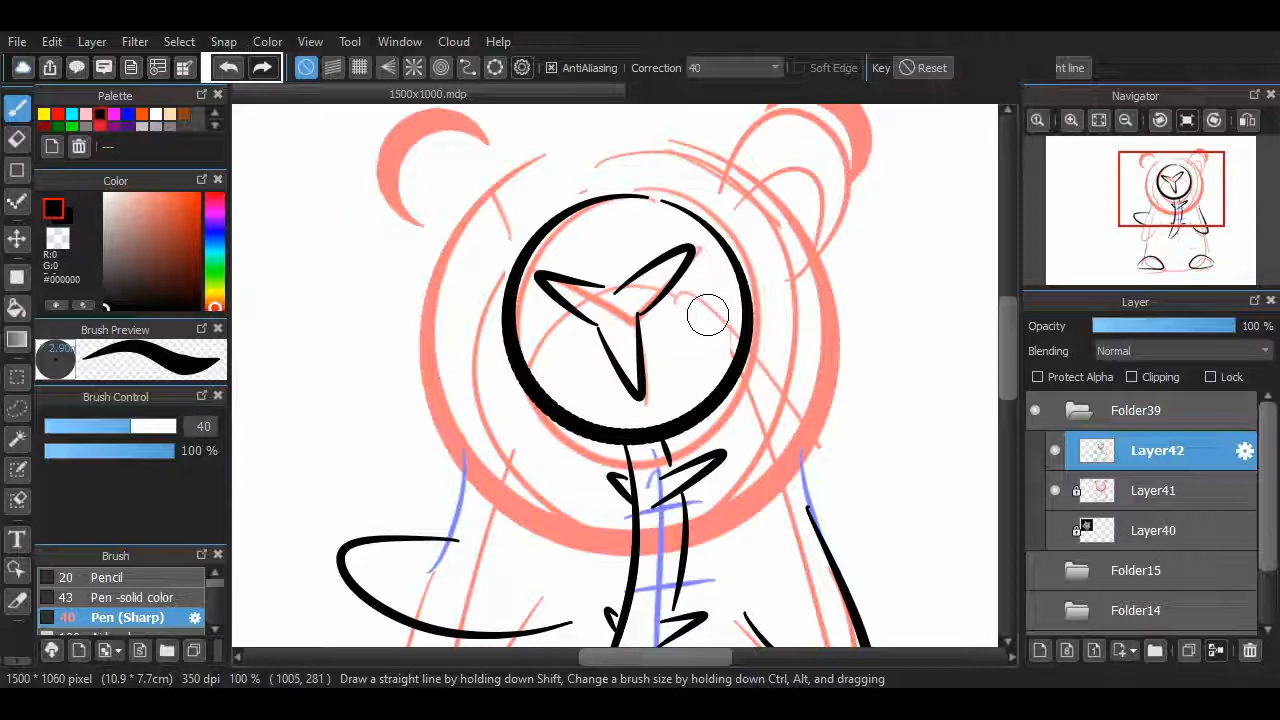 File Edit Layer Filter Select Snap Color View Tool Window Cloud Help
AntiAliasing Correction 40 Soft Edge Key Reset ht line
Palette
1500x1000.mdp
Navigator
---
Color
R:0
G:0
#000000
Brush Preview
2.90
Brush Control
40
100 %
Brush
20 Pencil
43 Pen -solid color
40 Pen (Sharp)
Layer
Opacity 100 %
Blending Normal
Protect Alpha Clipping Lock
Folder39
Layer42
Layer41
Layer40
Folder15
Folder14
1500 * 1060 pixel (10.9 * 7.7cm) 350 dpi 100 % ( 1005, 281 ) Draw a straight line by holding down Shift, Change a brush size by holding down Ctrl, Alt, and dragging